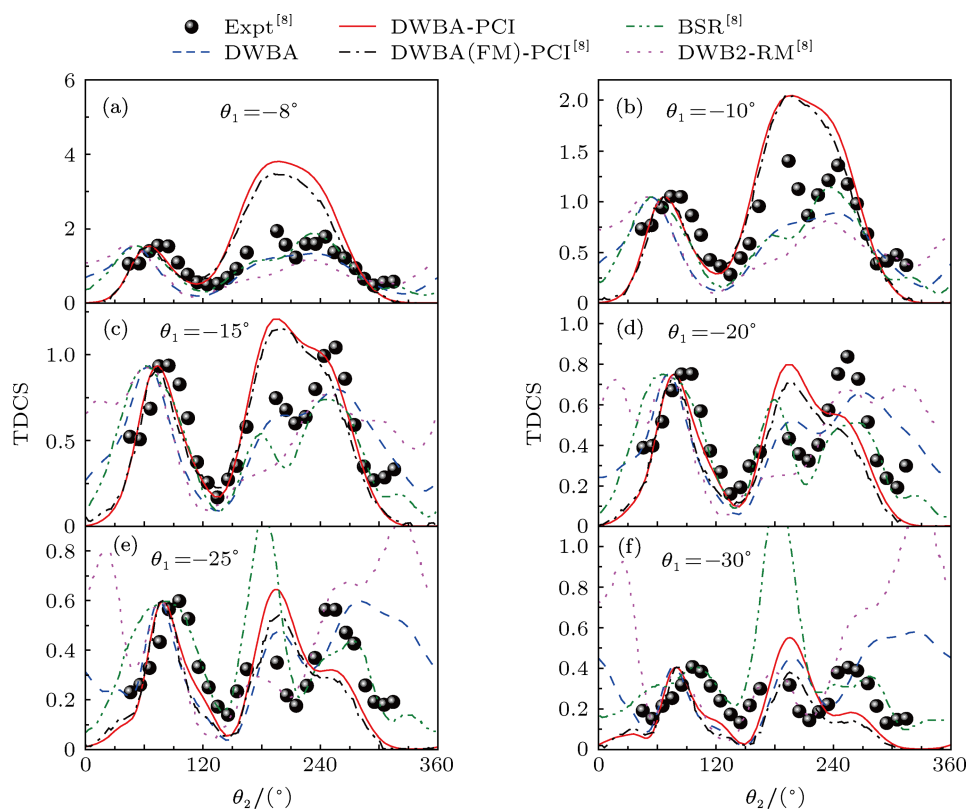 Expt[8] DWBA-PCI BSR[8]
DWBA DWBA(FM)-PCI[8] DWB2-RM[8]
6 (a) θ1=−8°
4
2
0
2.0 (b) θ1=−10°
1.5
1.0
0.5
0
(c) θ1=−15°
1.0
0.5
0
1.0 (d) θ1=−20°
0.8
0.6
0.4
0.2
0
TDCS
TDCS
0.8 (e) θ1=−25°
0.6
0.4
0.2
0
1.0 (f) θ1=−30°
0.8
0.6
0.4
0.2
0
0 120 240 360
0 120 240 360
θ2/(°)
θ2/(°)